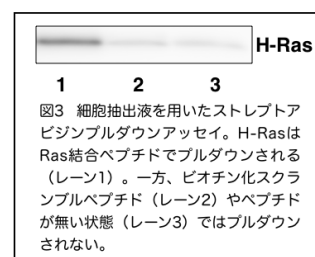 H-Ras
1 2 3
図3 細胞抽出液を用いたストレプトア
ビジンプルダウンアッセイ。H-Rasは
Ras結合ペプチドでプルダウンされる
（レーン1）。一方、ビオチン化スクラ
ンブルペプチド（レーン2）やペプチド
が無い状態（レーン3）ではプルダウン
されない。